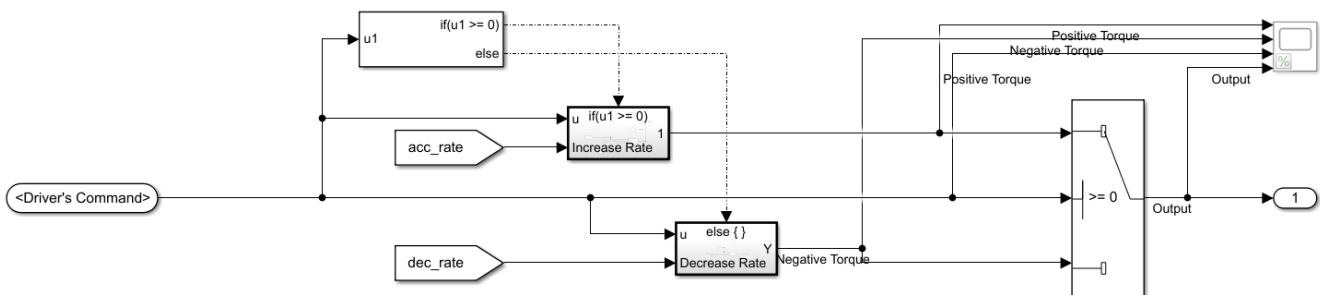 if(u1 >= 0)
u1
else
Positive Torque
Negative Torque
%
Positive Torque
Output
if(u1 >= 0)
u
1
acc_rate
Increase Rate
<Driver's Command>
>= 0
1
Output
else { }
u
Y
Negative Torque
dec_rate
Decrease Rate